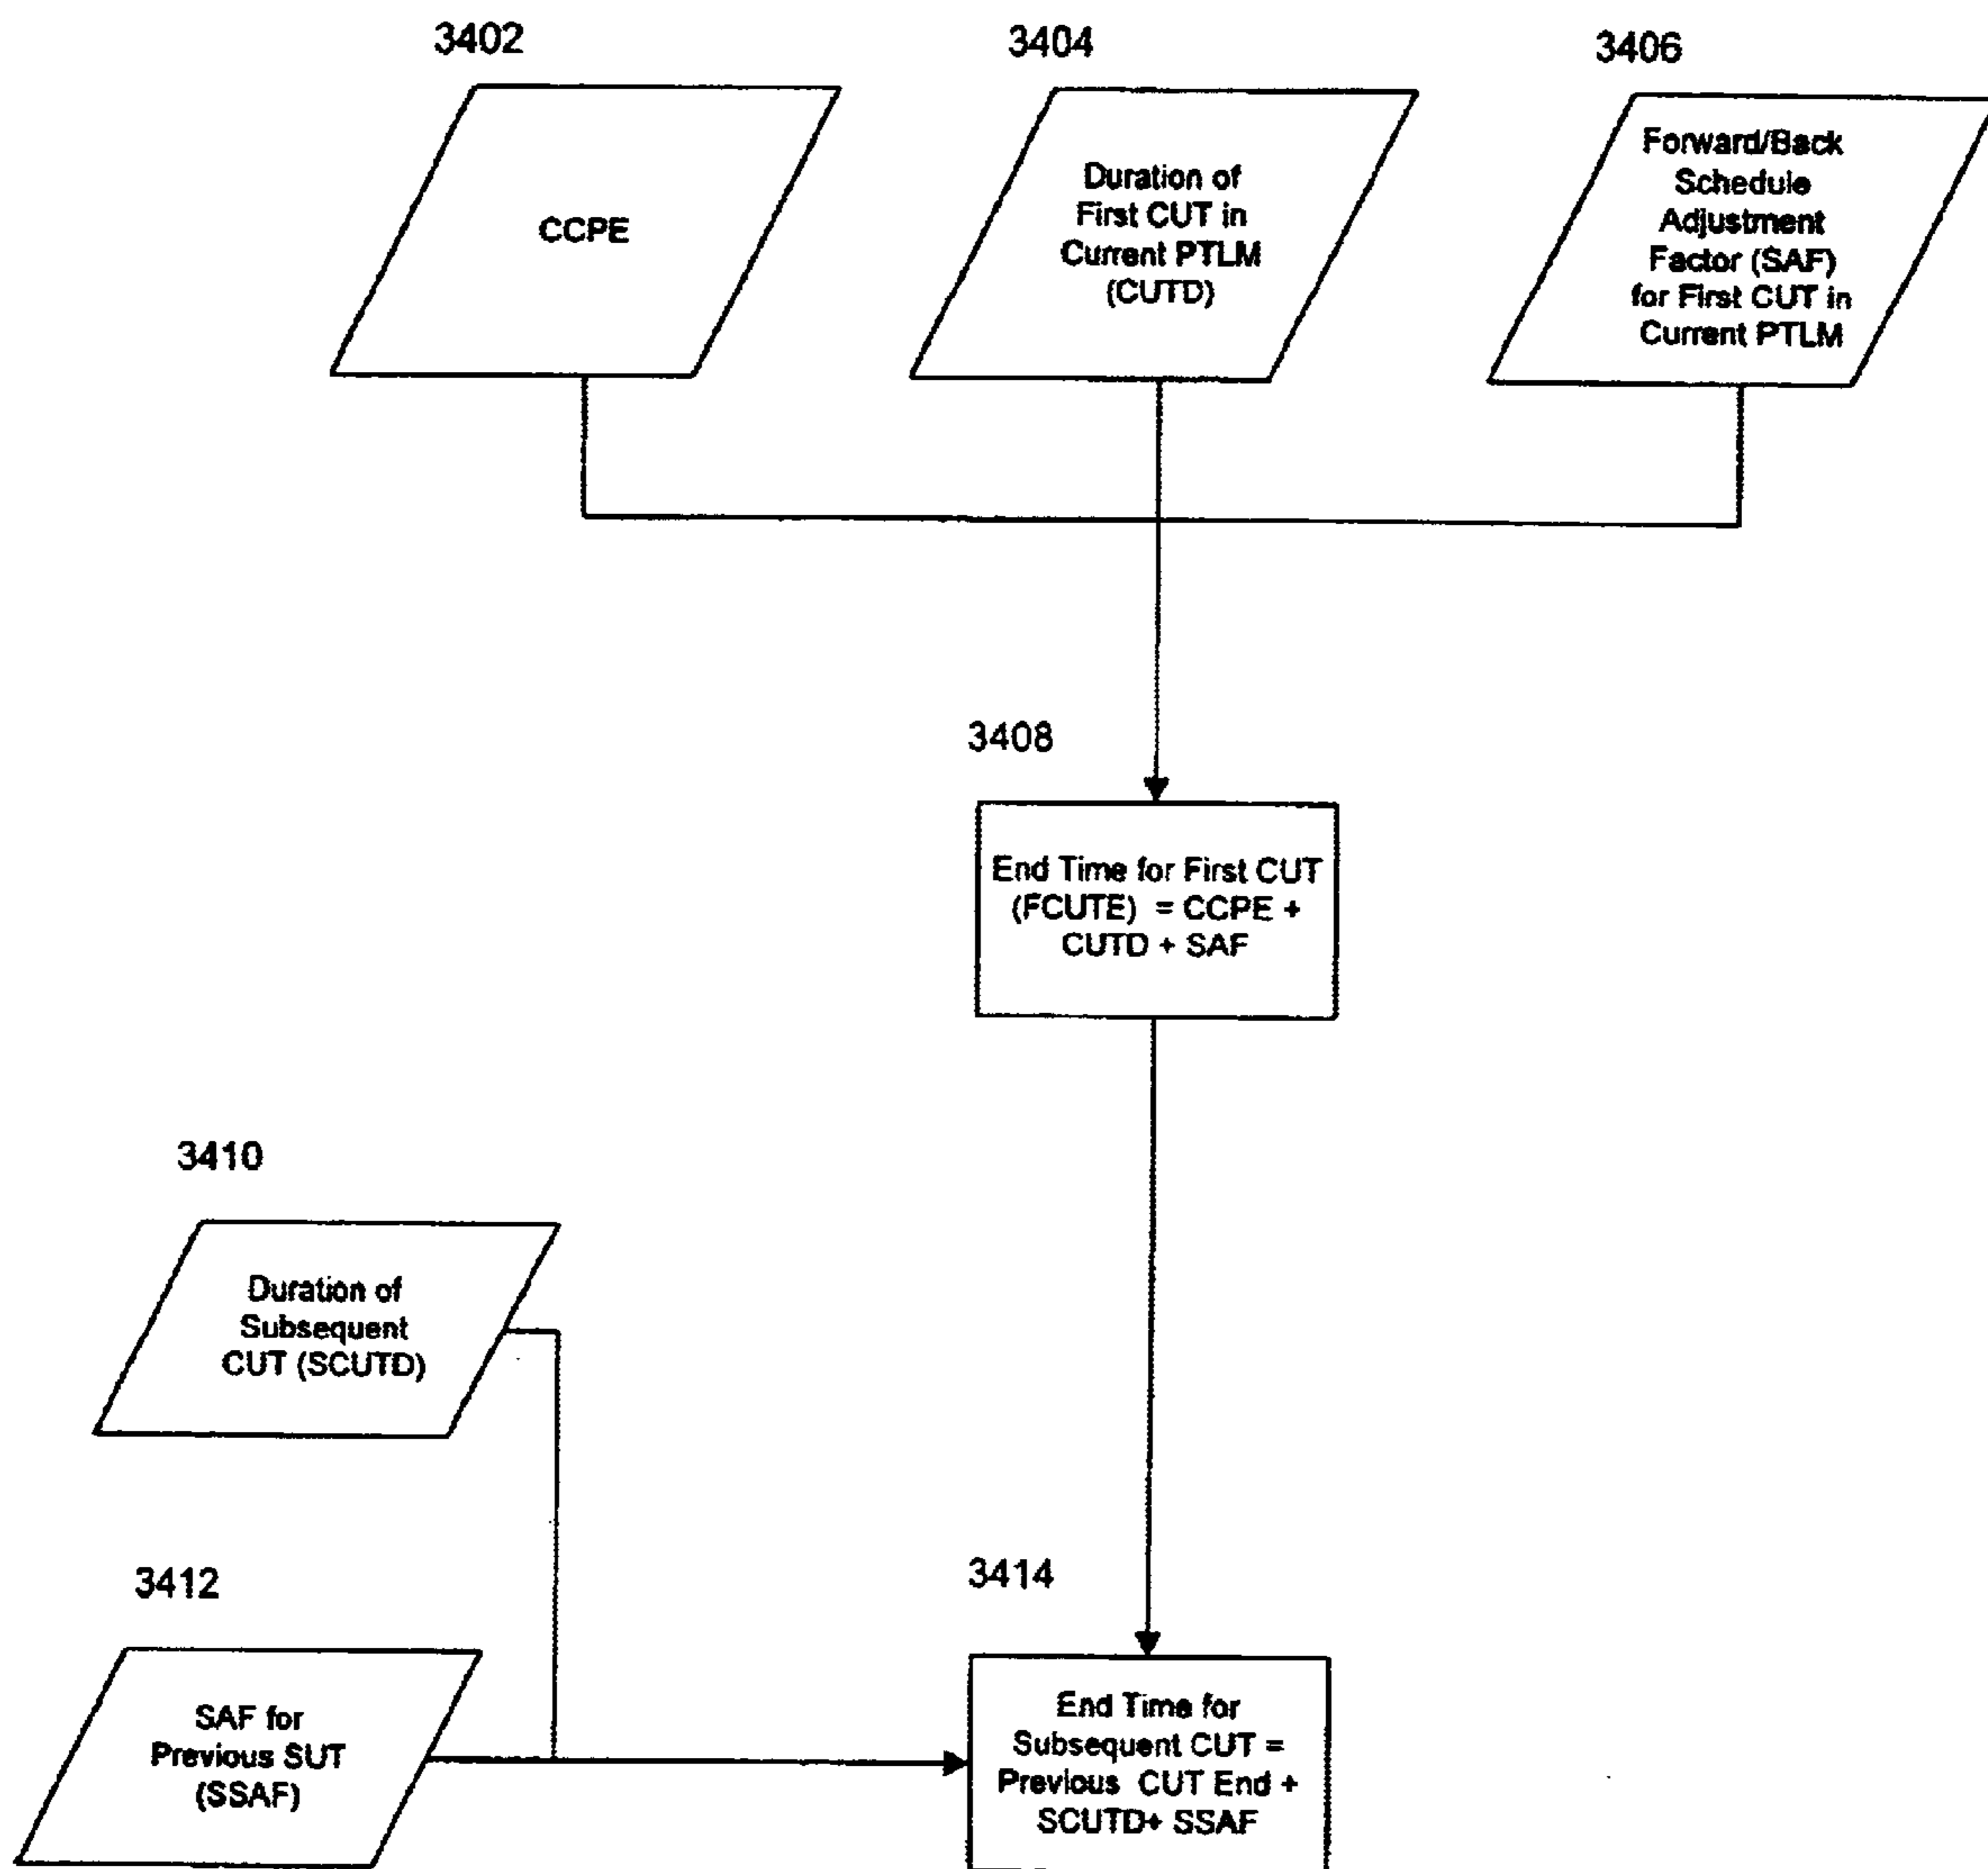 3402
3404
3406
CCPE
Duration of
First CUT in
Current PTLM
(CUTD)
Forward/Back
Schedule
Adjustment
Factor (SAF)
for First CUT in
Current PTLM
3408
End Time for First CUT
(FCUTE) = CCPE +
CUTD + SAF
3410
Duration of
Subsequent
CUT (SCUTD)
3412
SAF for
Previous SUT
(SSAF)
3414
End Time for
Subsequent CUT =
Previous CUT End +
SCUTD+ SSAF